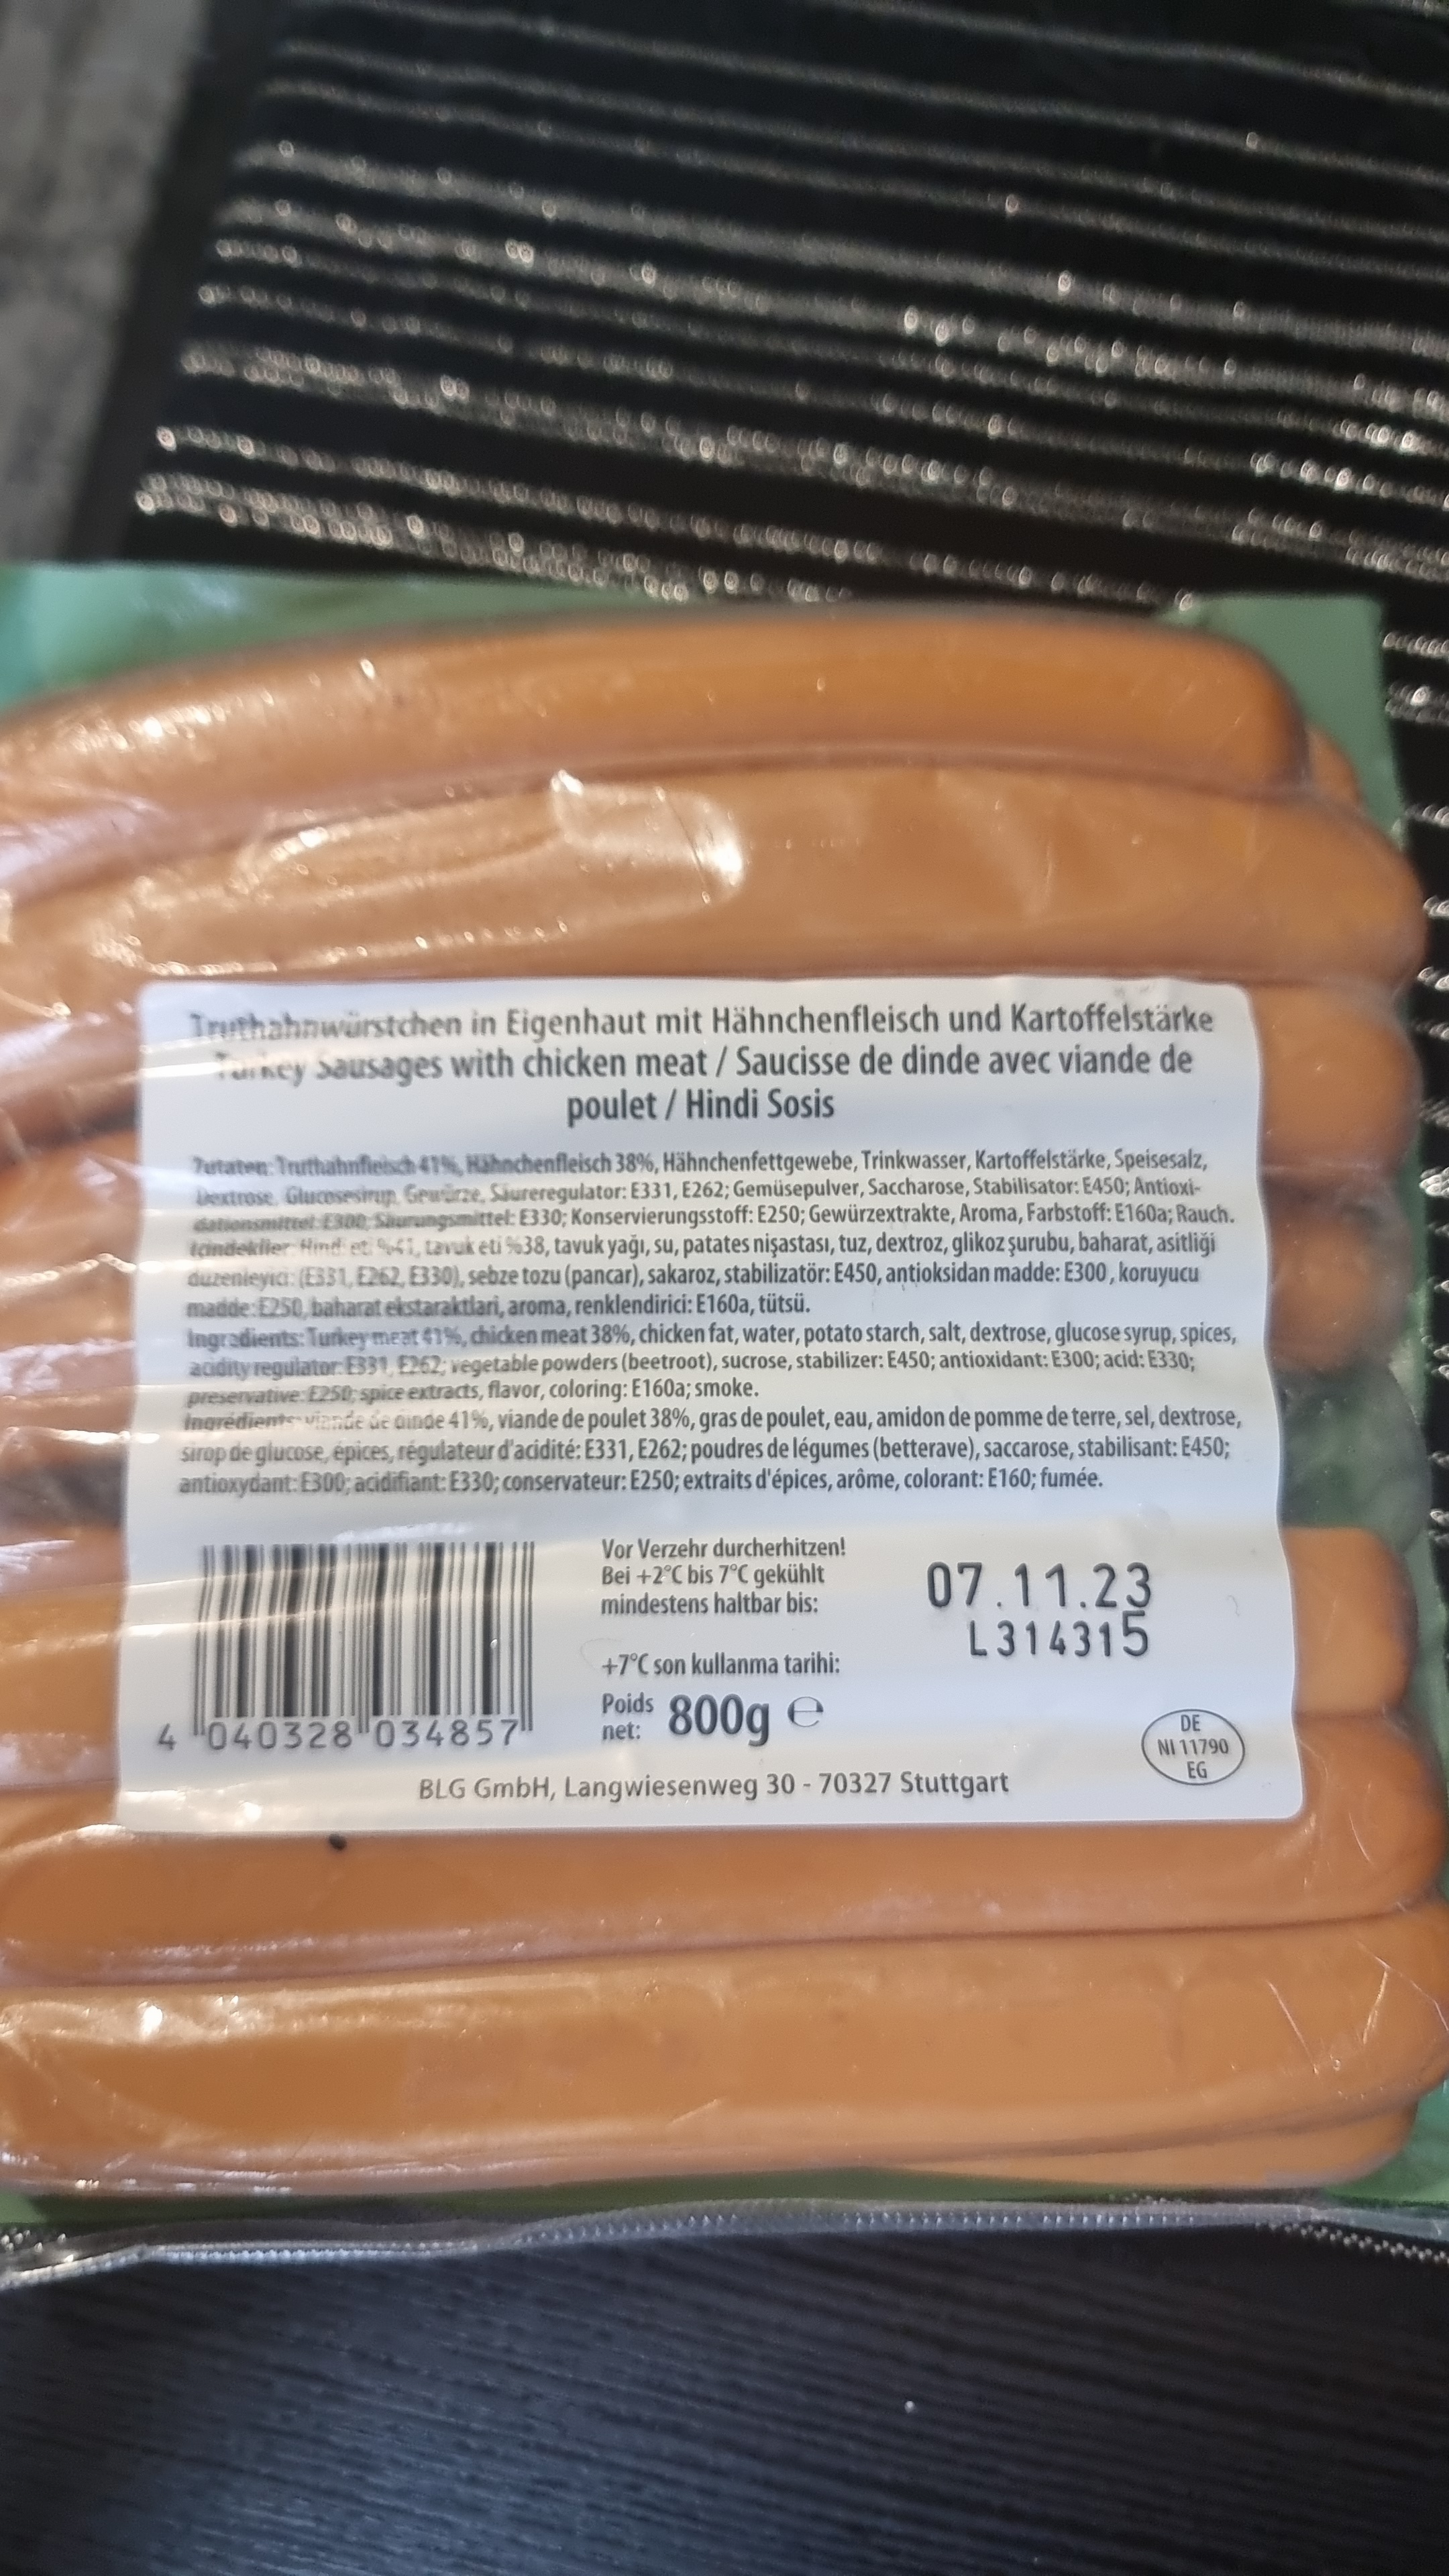 Truthahnwürstchen in Eigenhaut mit Hähnchenfleisch und Kartoffelstärke
Turkey Sausages with chicken meat / Saucisse de dinde avec viande de
poulet / Hindi Sosis
Zutaten: Truthahnfleisch 41%, Hähnchenfleisch 38%, Hähnchenfettgewebe, Trinkwasser, Kartoffelstärke, Speisesalz,
Dextrose, Glucosesirup, Gewürze, Säureregulator: E331, E262; Gemüsepulver, Saccharose, Stabilisator: E450; Antioxi-
dationsmittel: E300, Säurungsmittel: E330; Konservierungsstoff: E250; Gewürzextrakte, Aroma, Farbstoff: E160a; Rauch.
İçindekiler: Hindi eti %41, tavuk eti %38, tavuk yağı, su, patates nişastası, tuz, dextroz, glikoz şurubu, baharat, asitliği
düzenleyici: (E331, E262, E330), sebze tozu (pancar), sakaroz, stabilizatör: E450, antioksidan madde: E300, koruyucu
madde: E250, baharat ekstaraktlari, aroma, renklendirici: E160a, tütsü.
Ingredients: Turkey meat 41%, chicken meat 38%, chicken fat, water, potato starch, salt, dextrose, glucose syrup, spices,
acidity regulator: E331, E262; vegetable powders (beetroot), sucrose, stabilizer: E450; antioxidant: E300; acid: E330;
preservative: E250; spice extracts, flavor, coloring: E160a; smoke.
Ingrédients: viande de dinde 41%, viande de poulet 38%, gras de poulet, eau, amidon de pomme de terre, sel, dextrose,
sirop de glucose, épices, régulateur d'acidité: E331, E262; poudres de légumes (betterave), saccarose, stabilisant: E450;
antioxydant: E300; acidifiant: E330; conservateur: E250; extraits d'épices, arôme, colorant: E160; fumée.
Vor Verzehr durcherhitzen!
Bei +2°C bis 7°C gekühlt
mindestens haltbar bis:
07.11.23
L314315
+7°C son kullanma tarihi:
Poids
net: 800g ℮
4 040328 034857
DE
NI 11790
EG
BLG GmbH, Langwiesenweg 30 - 70327 Stuttgart